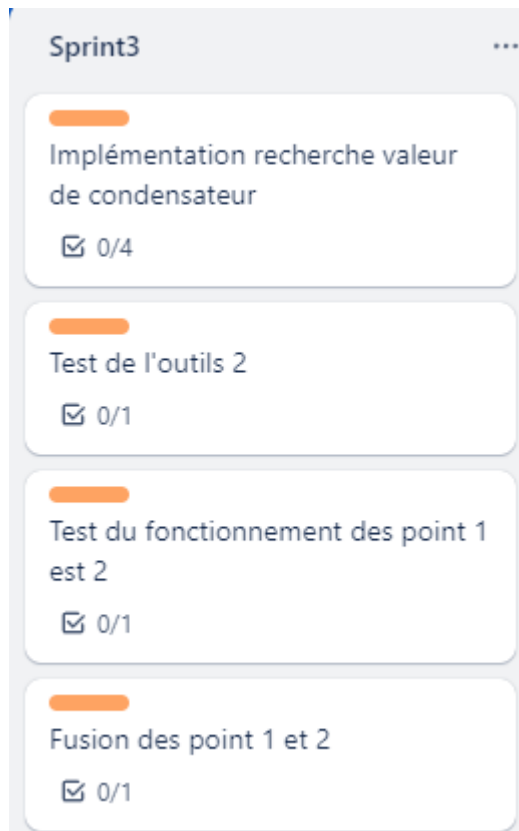 Sprint3
Implémentation recherche valeur
de condensateur
0/4
Test de l'outils 2
0/1
Test du fonctionnement des point 1
est 2
0/1
Fusion des point 1 et 2
0/1